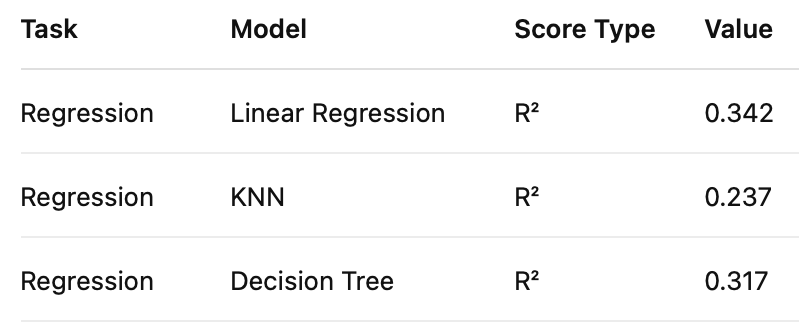 Task Model Score Type Value
Regression Linear Regression R² 0.342
Regression KNN R² 0.237
Regression Decision Tree R² 0.317